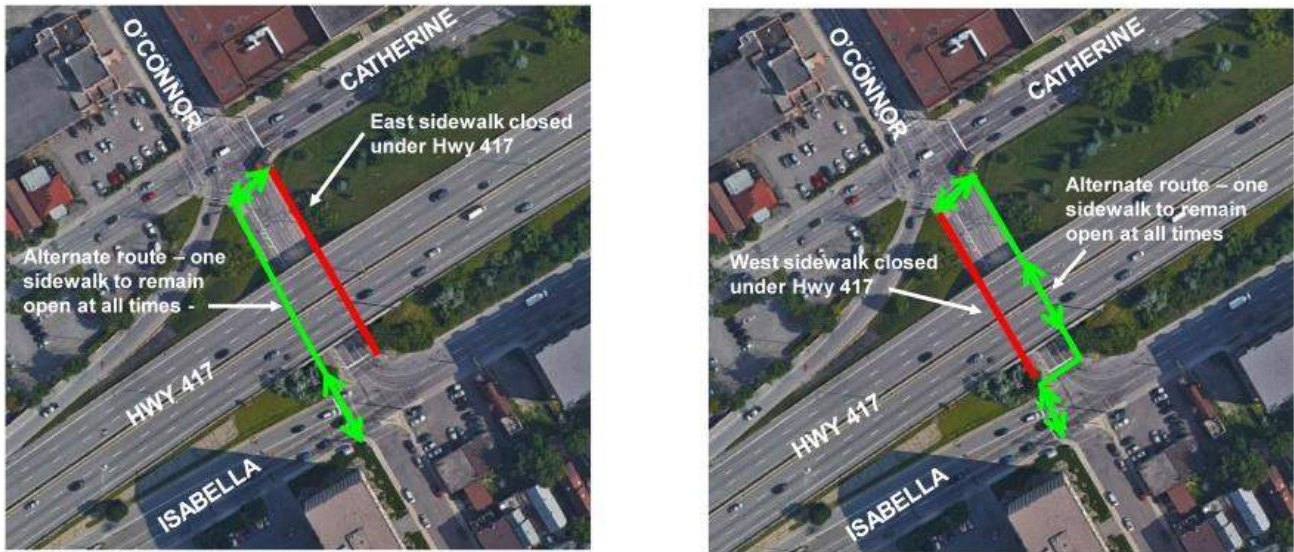 O'CONNOR
CATHERINE
East sidewalk closed
under Hwy 417
Alternate route – one
sidewalk to remain
open at all times -
HWY 417
ISABELLA
O'CONNOR
CATHERINE
Alternate route – one
sidewalk to remain
open at all times
West sidewalk closed
under Hwy 417
HWY 417
ISABELLA